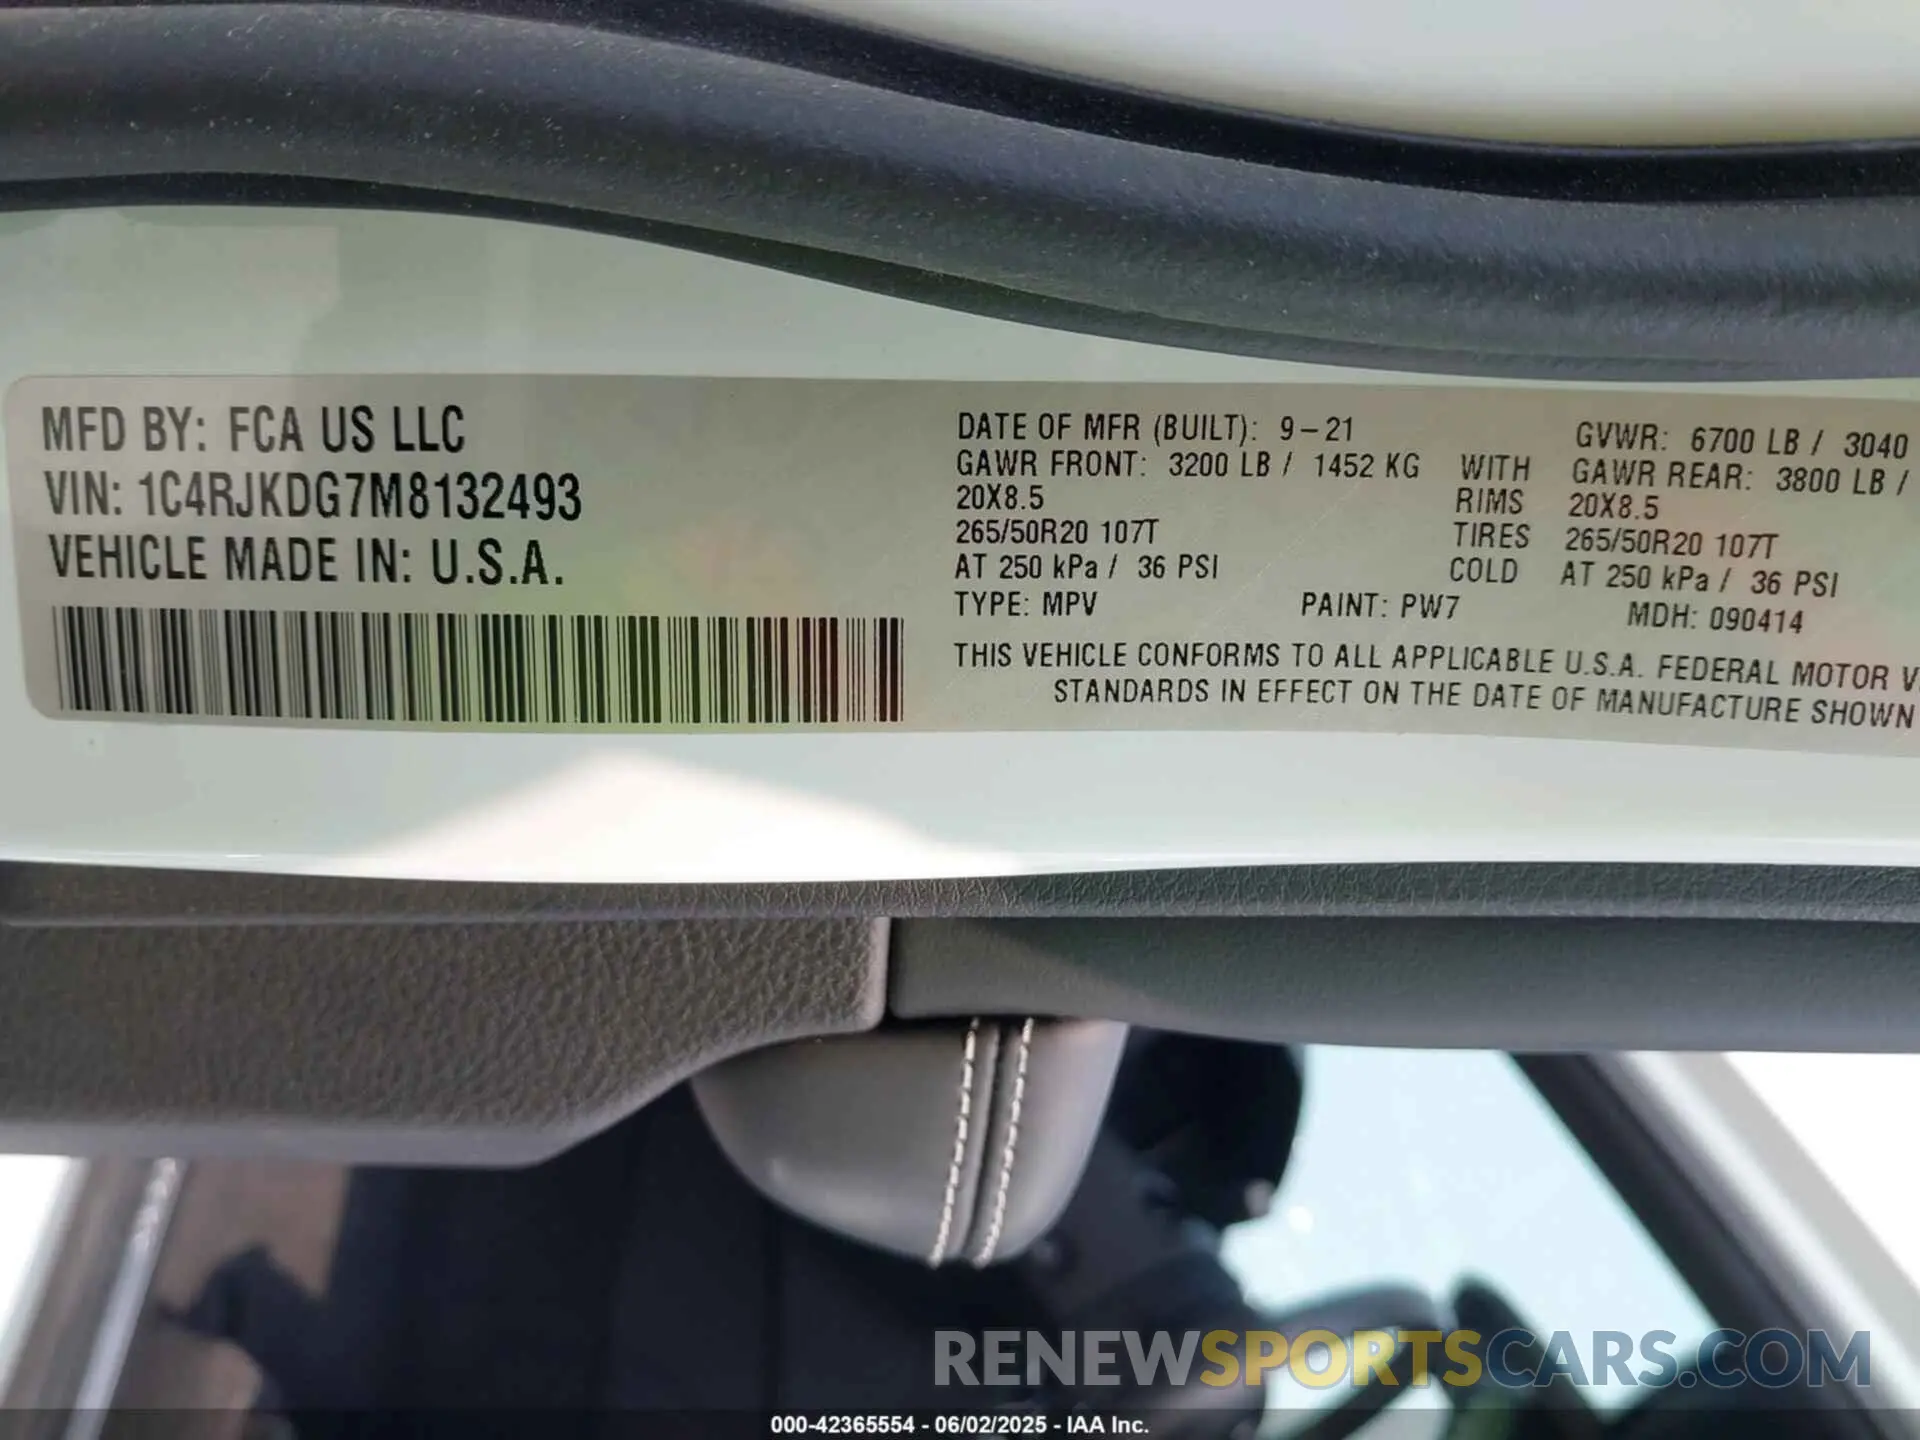 MFD BY: FCA US LLC
VIN: 1C4RJKDG7M8132493
VEHICLE MADE IN: U.S.A.
DATE OF MFR (BUILT): 9-21 GVWR: 6700 LB / 3040
GAWR FRONT: 3200 LB / 1452 KG WITH GAWR REAR: 3800 LB /
20X8.5 RIMS 20X8.5
265/50R20 107T TIRES 265/50R20 107T
AT 250 kPa / 36 PSI COLD AT 250 kPa / 36 PSI
TYPE: MPV PAINT: PW7 MDH: 090414
THIS VEHICLE CONFORMS TO ALL APPLICABLE U.S.A. FEDERAL MOTOR
STANDARDS IN EFFECT ON THE DATE OF MANUFACTURE SHOWN
RENEWSPORTSCARS.COM
000-42365554 - 06/02/2025 - IAA Inc.